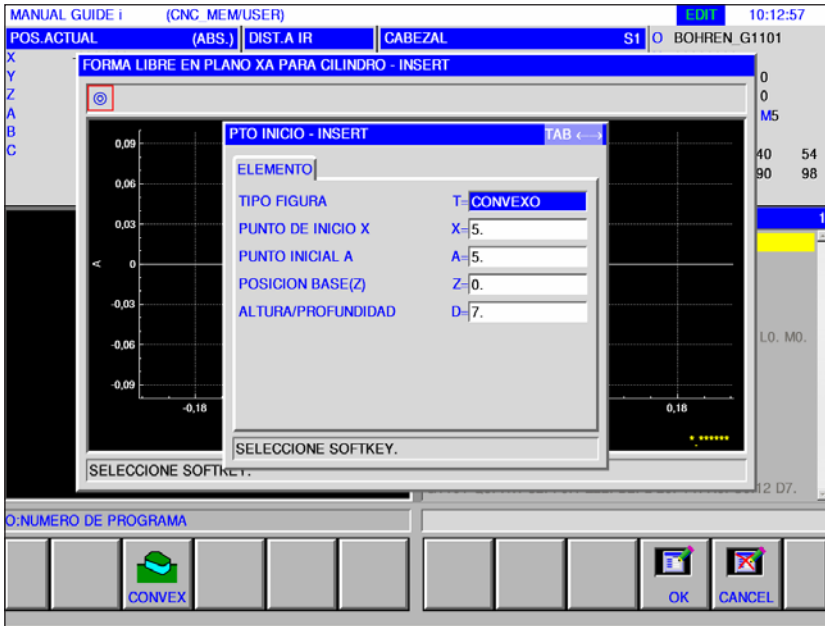 MANUAL GUIDE i (CNC_MEM/USER) EDIT 10:12:57
POS.ACTUAL (ABS.) DIST.A IR CABEZAL S1 O BOHREN_G1101
X
Y
Z
A
B
C
0
0
M5
40 54
90 98
1
FORMA LIBRE EN PLANO XA PARA CILINDRO - INSERT
0,09
0,06
0,03
A 0
-0,03
-0,06
-0,09
-0,18 0,18
*.******
PTO INICIO - INSERT TAB ←→
ELEMENTO
TIPO FIGURA T= CONVEXO
PUNTO DE INICIO X X= 5.
PUNTO INICIAL A A= 5.
POSICION BASE(Z) Z= 0.
ALTURA/PROFUNDIDAD D= 7.
SELECCIONE SOFTKEY.
L0. M0.
SELECCIONE SOFTKEY.
12 D7.
O:NUMERO DE PROGRAMA
CONVEX OK CANCEL